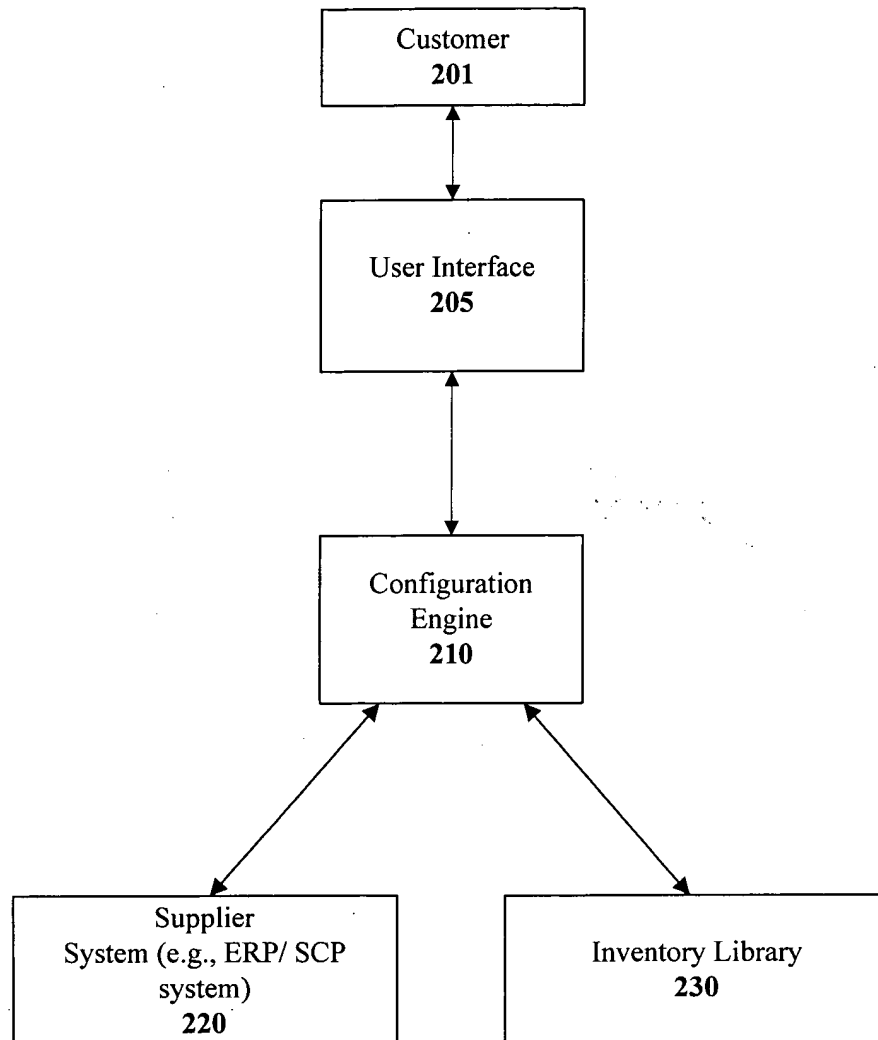 Customer
201
User Interface
205
Configuration
Engine
210
Supplier
System (e.g., ERP/ SCP
system)
220
Inventory Library
230